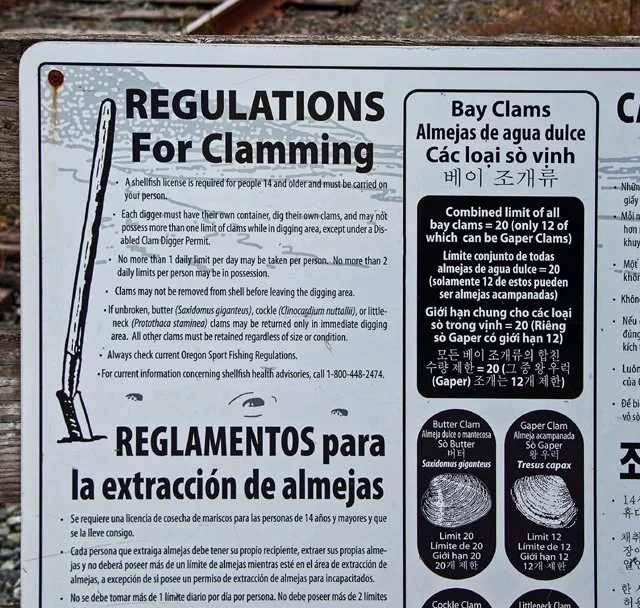 REGULATIONS
For Clamming
• A shellfish license is required for people 14 and older and must be carried on
your person.
• Each digger must have their own container, dig their own clams, and may not
possess more than one limit of clams while in digging area, except under a Dis-
abled Clam Digger Permit.
• No more than 1 daily limit per day may be taken per person. No more than 2
daily limits per person may be in possession.
• Clams may not be removed from shell before leaving the digging area.
• If unbroken, butter (Saxidomus giganteus), cockle (Clinocardium nuttallii), or little-
neck (Protothaca staminea) clams may be returned only in immediate digging
area. All other clams must be retained regardless of size or condition.
• Always check current Oregon Sport Fishing Regulations.
• For current information concerning shellfish health advisories, call 1-800-448-2474.
REGLAMENTOS para
la extracción de almejas
• Se requiere una licencia de cosecha de mariscos para las personas de 14 años y mayores y que
se la lleve consigo.
• Cada persona que extraiga almejas debe tener su propio recipiente, extraer sus propias alme-
jas y no deberá poseer más de un límite de almejas mientras esté en el área de extracción de
almejas, a excepción de si posee un permiso de extracción de almejas para incapacitados.
• No se debe tomar más de 1 límite diario por día por persona. No debe poseer más de 2 límites
Bay Clams
Almejas de agua dulce
Các loại sò vịnh
베이 조개류
Combined limit of all
bay clams = 20 (only 12 of
which can be Gaper Clams)
Límite conjunto de todas
almejas de agua dulce = 20
(solamente 12 de estos pueden
ser almejas acampanadas)
Giới hạn chung cho các loại
sò trong vịnh = 20 (Riêng
sò Gaper có giới hạn 12)
모든 베이 조개류의 합친
수량 제한 = 20 (그 중 왕 우럭
(Gaper) 조개는 12개 제한)
Butter Clam
Almeja dulce o mantecosa
Sò Butter
버터
Saxidomus giganteus
Limit 20
Límite de 20
Giới hạn 20
20개 제한
Gaper Clam
Almeja acampanada
Sò Gaper
왕 우럭
Tresus capax
Limit 12
Límite de 12
Giới hạn 12
12개 제한
Cockle Clam
Littleneck Clam